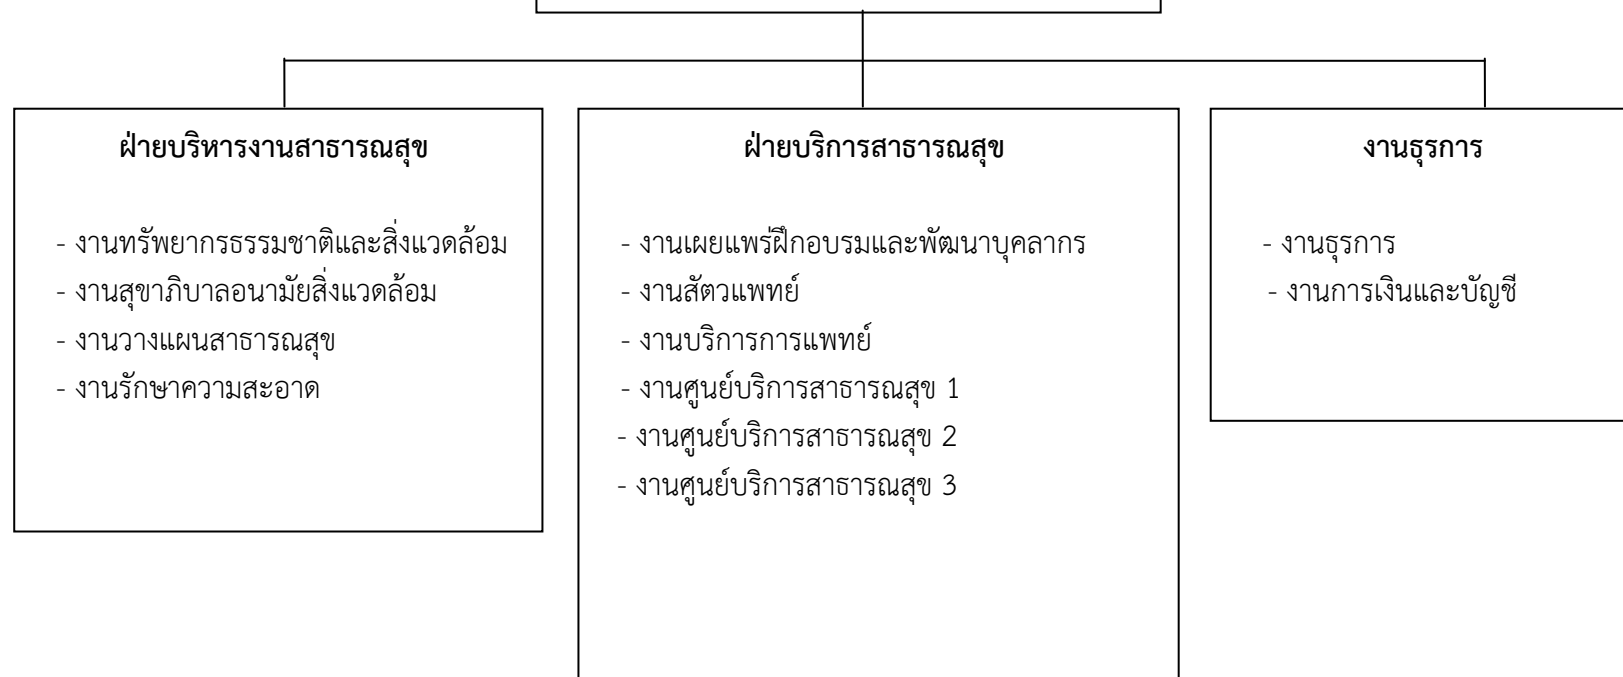 ฝ่ายบริหารงานสาธารณสุข
- งานทรัพยากรธรรมชาติและสิ่งแวดล้อม
- งานสุขาภิบาลอนามัยสิ่งแวดล้อม
- งานวางแผนสาธารณสุข
- งานรักษาความสะอาด
ฝ่ายบริการสาธารณสุข
- งานเผยแพร่ฝึกอบรมและพัฒนาบุคลากร
- งานสัตวแพทย์
- งานบริการการแพทย์
- งานศูนย์บริการสาธารณสุข 1
- งานศูนย์บริการสาธารณสุข 2
- งานศูนย์บริการสาธารณสุข 3
งานธุรการ
- งานธุรการ
- งานการเงินและบัญชี